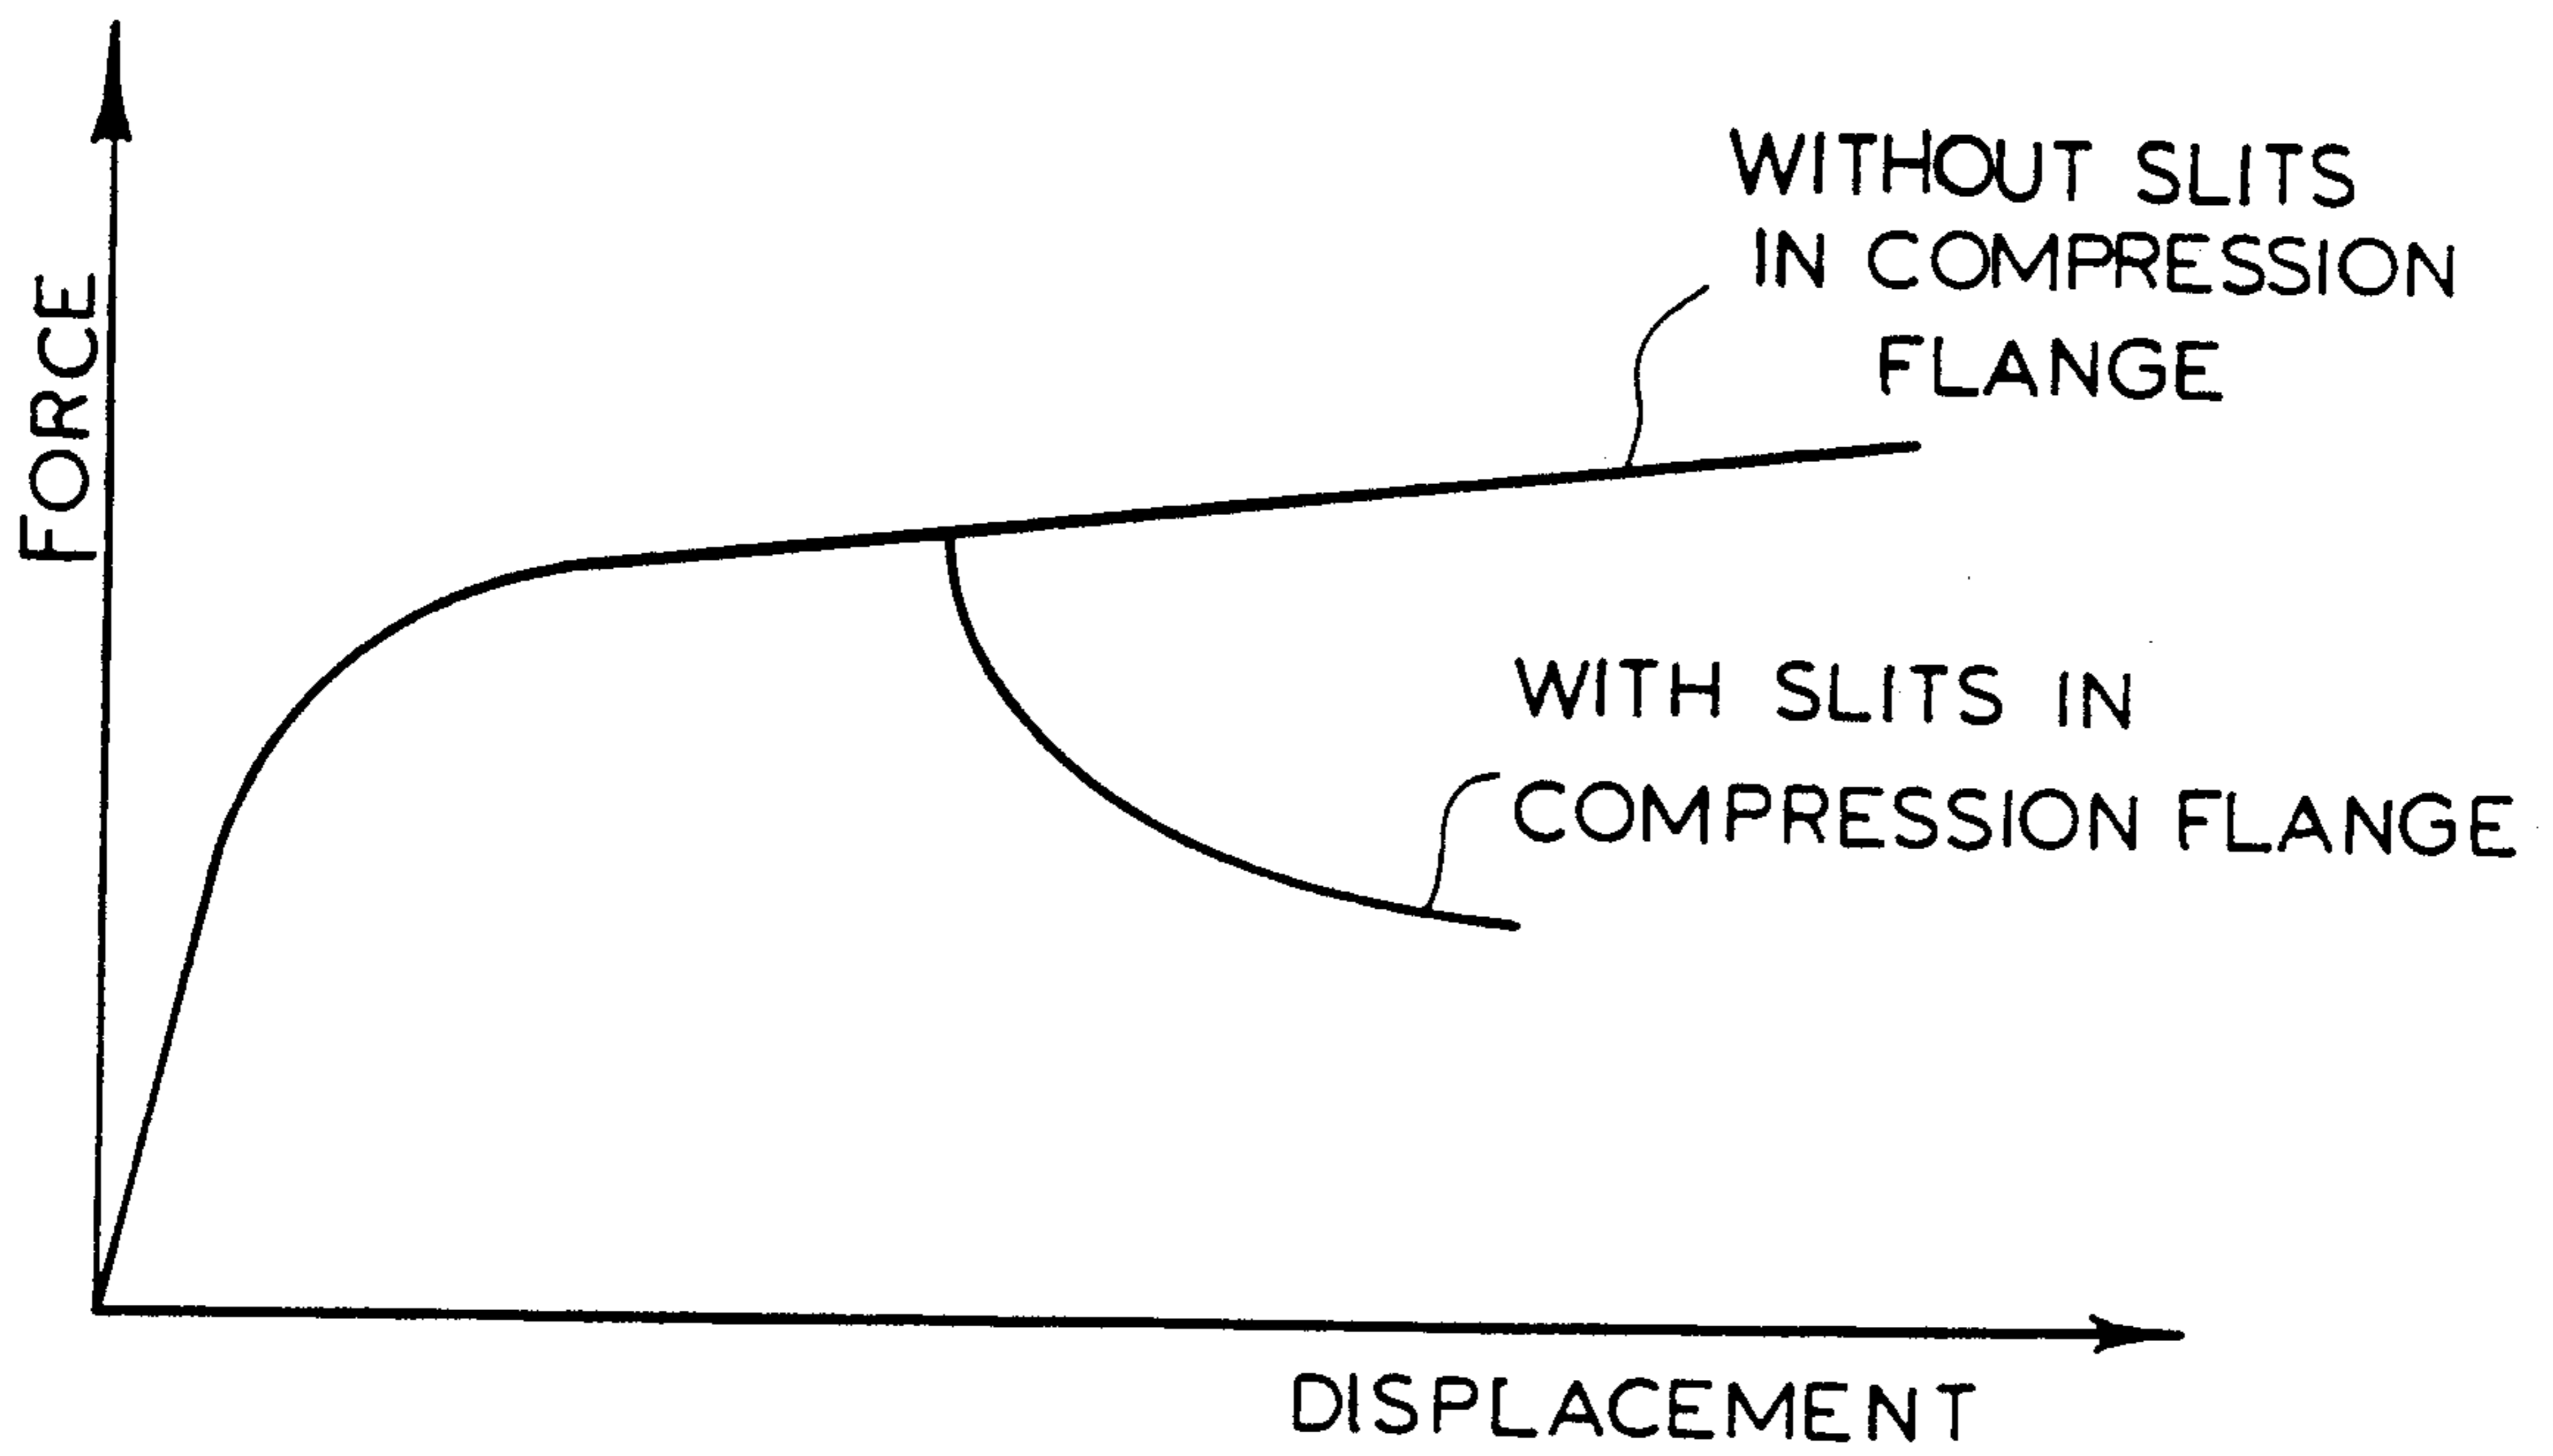 FORCE
WITHOUT SLITS
IN COMPRESSION
FLANGE
WITH SLITS IN
COMPRESSION FLANGE
DISPLACEMENT